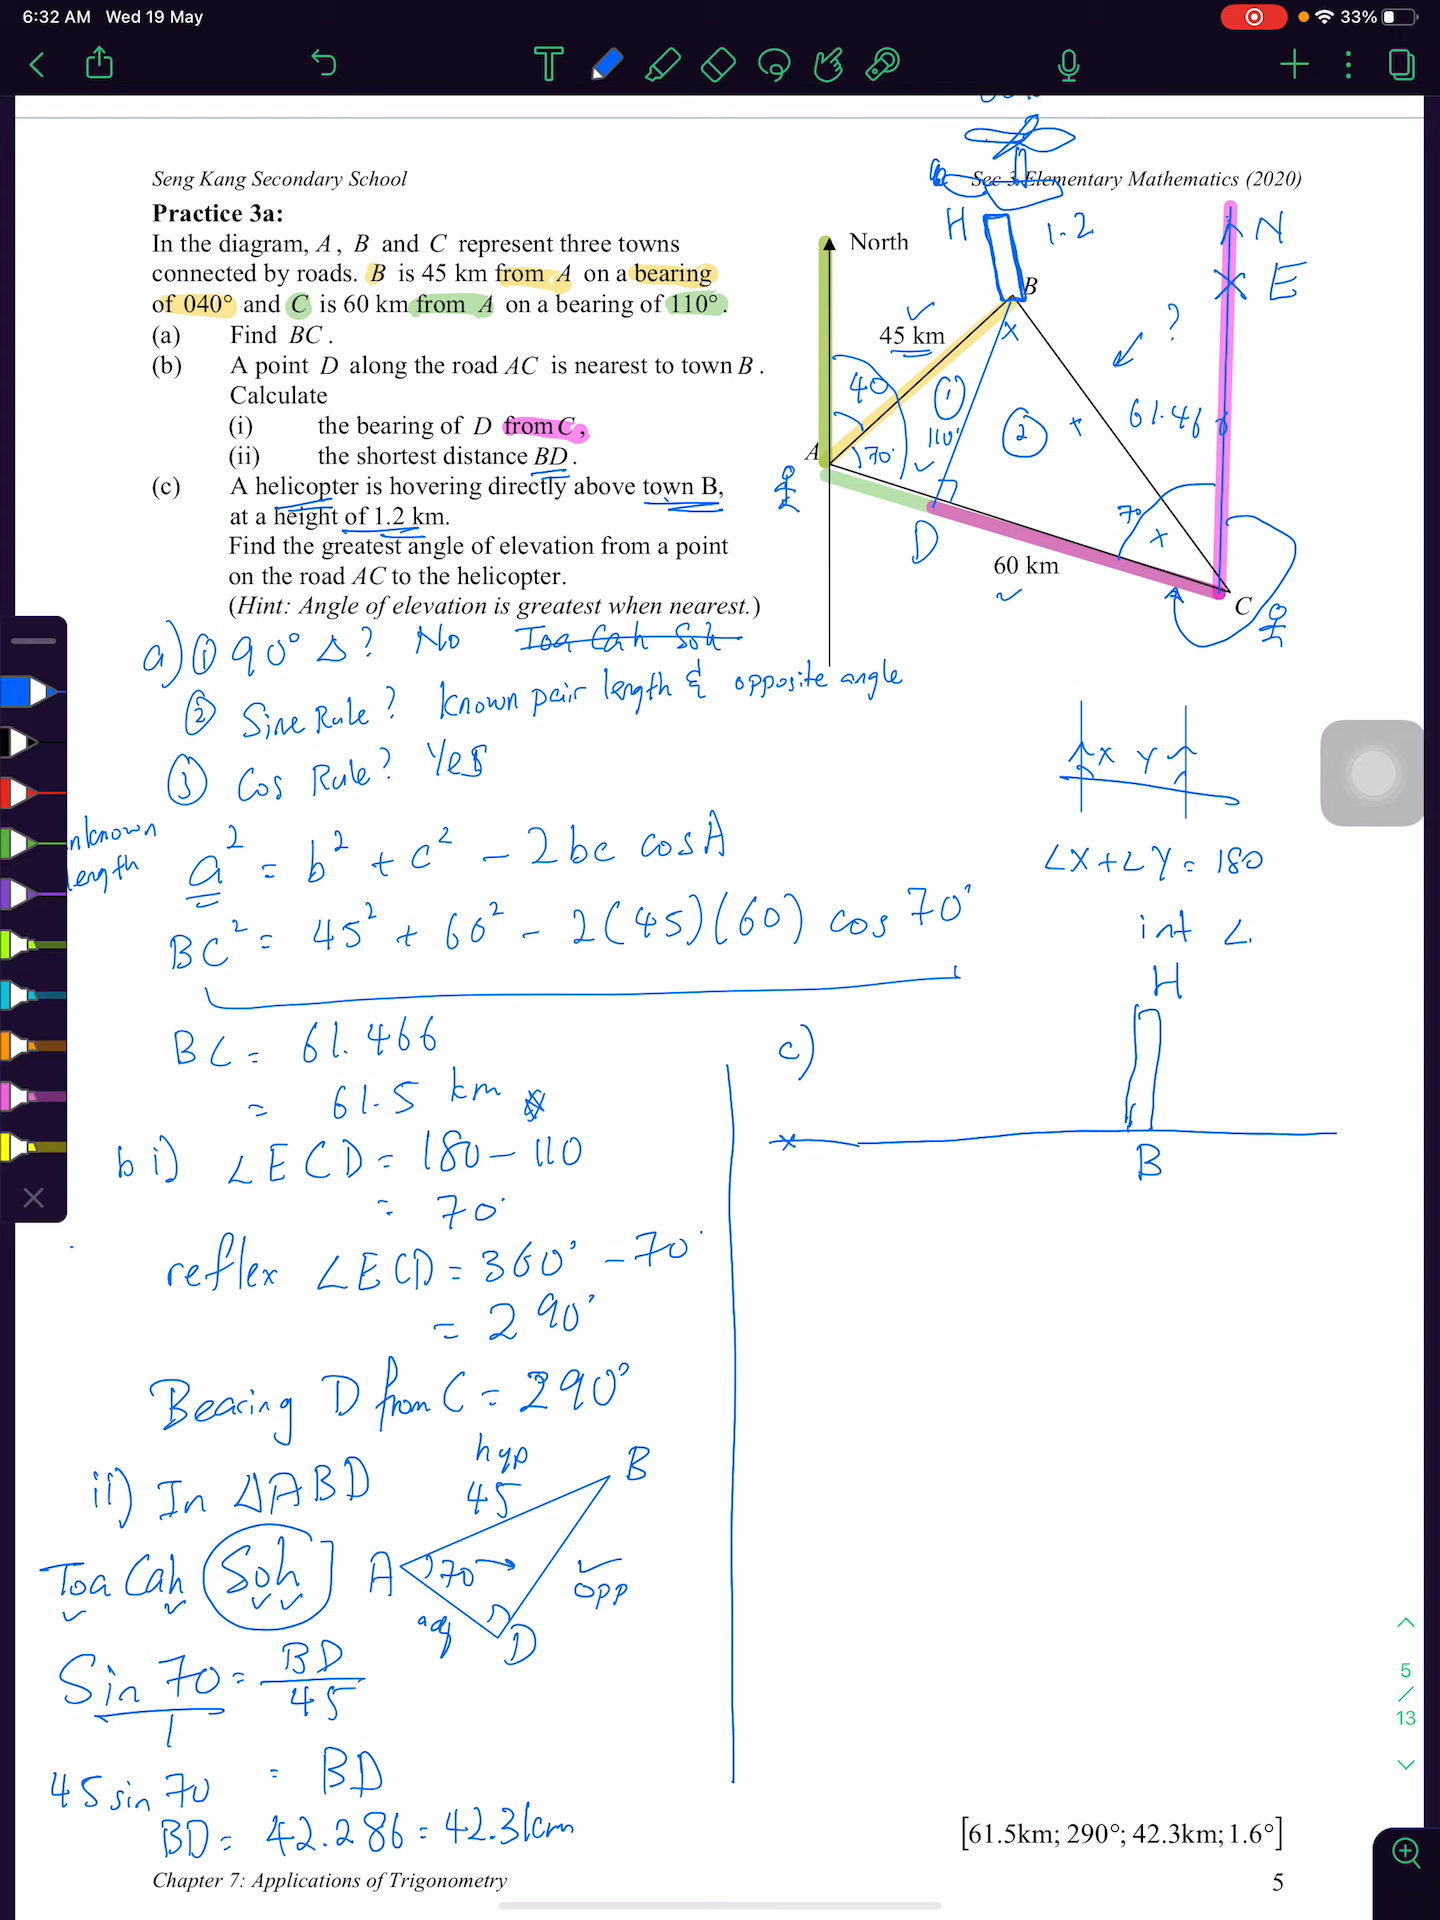 6:32 AM Wed 19 May
33%
Seng Kang Secondary School
Sec 3 Elementary Mathematics (2020)
Practice 3a:
In the diagram, A, B and C represent three towns
connected by roads. B is 45 km from A on a bearing
of 040° and C is 60 km from A on a bearing of 110°.
(a) Find BC.
(b) A point D along the road AC is nearest to town B.
Calculate
(i) the bearing of D from C,
(ii) the shortest distance BD.
(c) A helicopter is hovering directly above town B,
at a height of 1.2 km.
Find the greatest angle of elevation from a point
on the road AC to the helicopter.
(Hint: Angle of elevation is greatest when nearest.)
North
H
1.2
N
E
B
x
45 km
?
40
1
110°
2
61.46
A
70°
D
60 km
70
x
C
a) ① 90° Δ? No Toa Cah Soh
② Sine Rule? Known pair length & opposite angle
③ Cos Rule? Yes
nknown
length
a² = b² + c² - 2bc cos A
BC² = 45² + 60² - 2(45)(60) cos 70°
BC = 61.466
= 61.5 km
b i) ∠ECD = 180 - 110
= 70°
reflex ∠ECD = 360° - 70°
= 290°
Bearing D from C = 290°
ii) In ΔABD
hyp
45
B
Toa Cah Soh
A
70
opp
adj
D
Sin 70 = BD
1
45
45 sin 70 = BD
BD = 42.286 = 42.3km
X Y
∠X + ∠Y = 180
int ∠
c)
H
B
[61.5km; 290°; 42.3km; 1.6°]
Chapter 7: Applications of Trigonometry
5
5
/
13